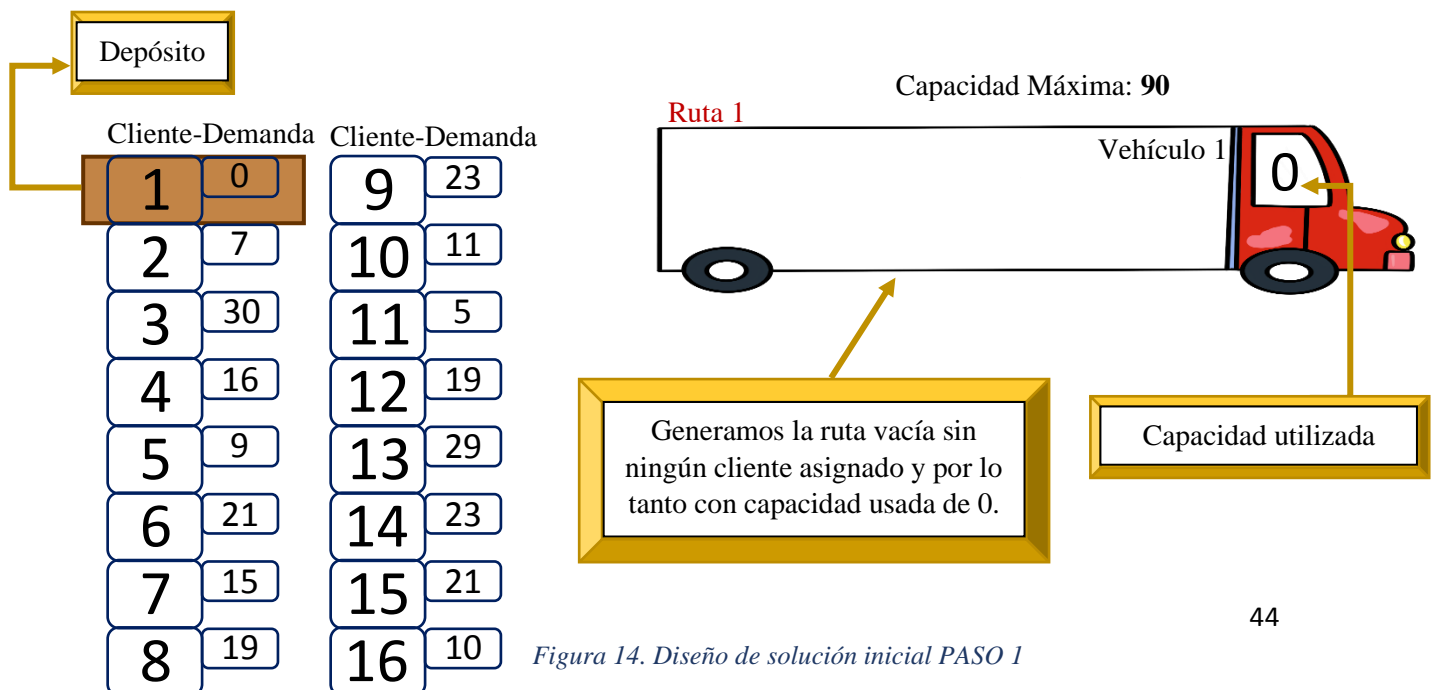 Depósito
Cliente-Demanda
1 0
2 7
3 30
4 16
5 9
6 21
7 15
8 19
Cliente-Demanda
9 23
10 11
11 5
12 19
13 29
14 23
15 21
16 10
Capacidad Máxima: 90
Ruta 1
Vehículo 1
0
Generamos la ruta vacía sin
ningún cliente asignado y por lo
tanto con capacidad usada de 0.
Capacidad utilizada
44
Figura 14. Diseño de solución inicial PASO 1